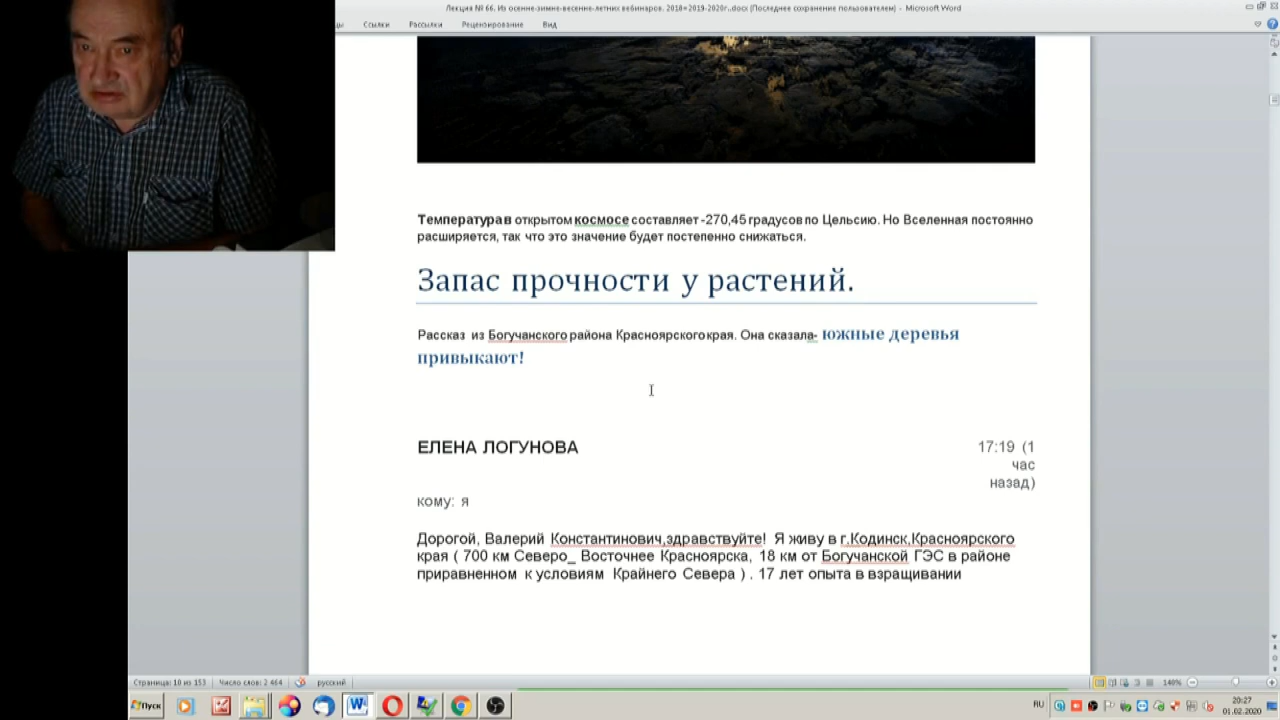 Лекция № 66. Из осенне-зимне-весенне-летних вебинаров. 2018=2019-2020г..docx (Последнее сохранение пользователем) - Microsoft Word
Ссылки Рассылки Рецензирование Вид
Температура в открытом космосе составляет -270,45 градусов по Цельсию. Но Вселенная постоянно
расширяется, так что это значение будет постепенно снижаться.
Запас прочности у растений.
Рассказ из Богучанского района Красноярского края. Она сказала- южные деревья
привыкают!
ЕЛЕНА ЛОГУНОВА 17:19 (1
час
назад)
кому: я
Дорогой, Валерий Константинович,здравствуйте! Я живу в г.Кодинск,Красноярского
края ( 700 км Северо_ Восточнее Красноярска, 18 км от Богучанской ГЭС в районе
приравненном к условиям Крайнего Севера ) . 17 лет опыта в взращивании
Страница: 10 из 153 Число слов: 2 464 русский 140%
Пуск RU 20:27
01.02.2020